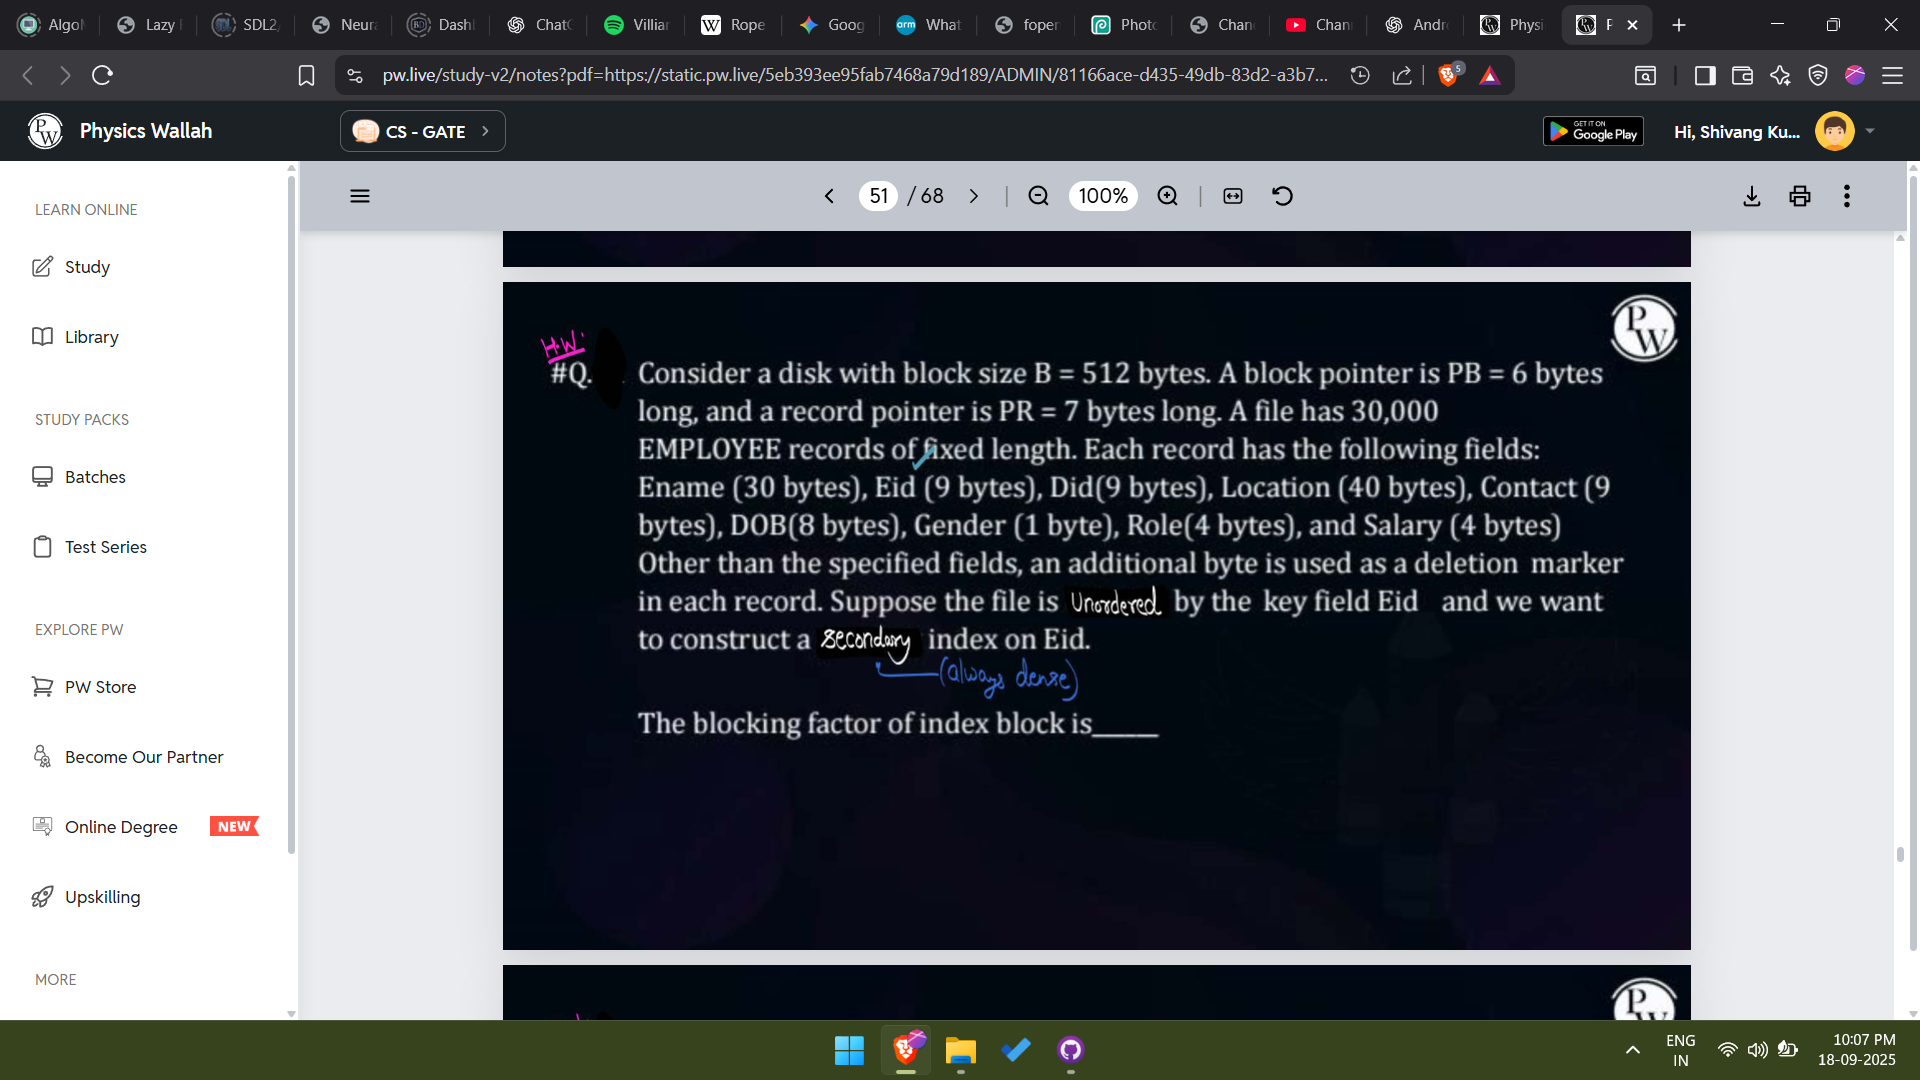 Algo
Lazy
SDL2
Neura
Dash
Chat
Villian
Rope
Goog
arm What
foper
Photo
Chan
Chan
Andr
Physi
pw.live/study-v2/notes?pdf=https://static.pw.live/5eb393ee95fab7468a79d189/ADMIN/81166ace-d435-49db-83d2-a3b7...
5
PW Physics Wallah
CS - GATE
GET IT ON Google Play
Hi, Shivang Ku...
51 / 68
100%
LEARN ONLINE
Study
Library
STUDY PACKS
Batches
Test Series
EXPLORE PW
PW Store
Become Our Partner
Online Degree NEW
Upskilling
MORE
PW
H.W.
#Q. Consider a disk with block size B = 512 bytes. A block pointer is PB = 6 bytes
long, and a record pointer is PR = 7 bytes long. A file has 30,000
EMPLOYEE records of fixed length. Each record has the following fields:
Ename (30 bytes), Eid (9 bytes), Did(9 bytes), Location (40 bytes), Contact (9
bytes), DOB(8 bytes), Gender (1 byte), Role(4 bytes), and Salary (4 bytes)
Other than the specified fields, an additional byte is used as a deletion marker
in each record. Suppose the file is Unordered by the key field Eid and we want
to construct a secondary index on Eid.
(always dense)
The blocking factor of index block is_____
PW
ENG
IN
10:07 PM
18-09-2025